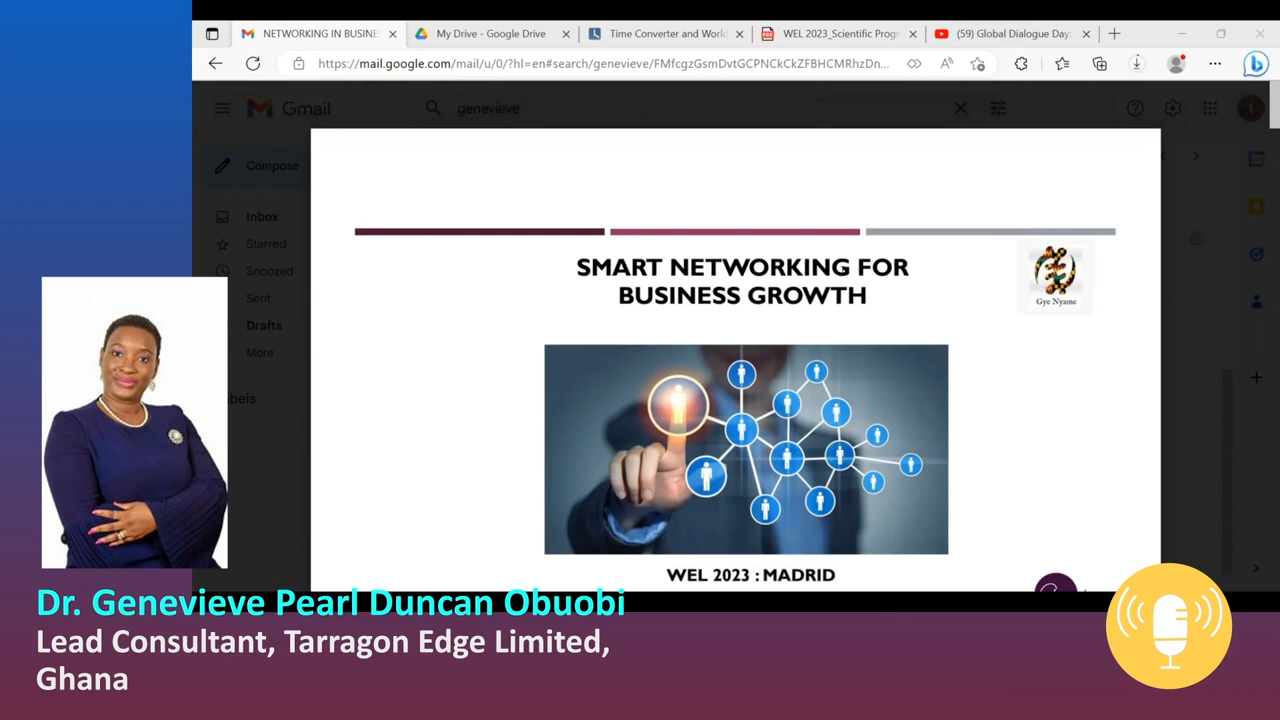 NETWORKING IN BUSINE
My Drive - Google Drive
Time Converter and World
WEL 2023_Scientific Progr
(59) Global Dialogue Day:
https://mail.google.com/mail/u/0/?hl=en#search/genevieve/FMfcgzGsmDvtGCPNCkCkZFBHCMRhzDn...
Gmail
genevieve
Compose
Inbox
Starred
Snoozed
Sent
Drafts
More
abels
SMART NETWORKING FOR
BUSINESS GROWTH
Gye Nyame
WEL 2023 : MADRID
Dr. Genevieve Pearl Duncan Obuobi
Lead Consultant, Tarragon Edge Limited,
Ghana